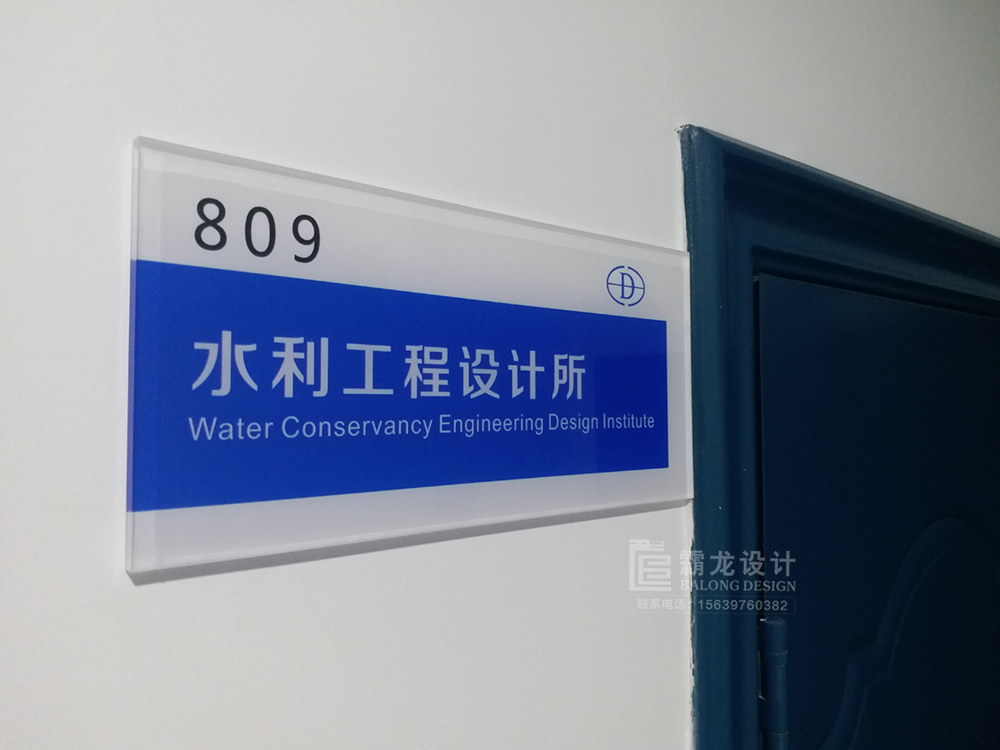 809
D
水利工程设计所
Water Conservancy Engineering Design Institute
霸龙设计
BALONG DESIGN
联系电话：15639760382